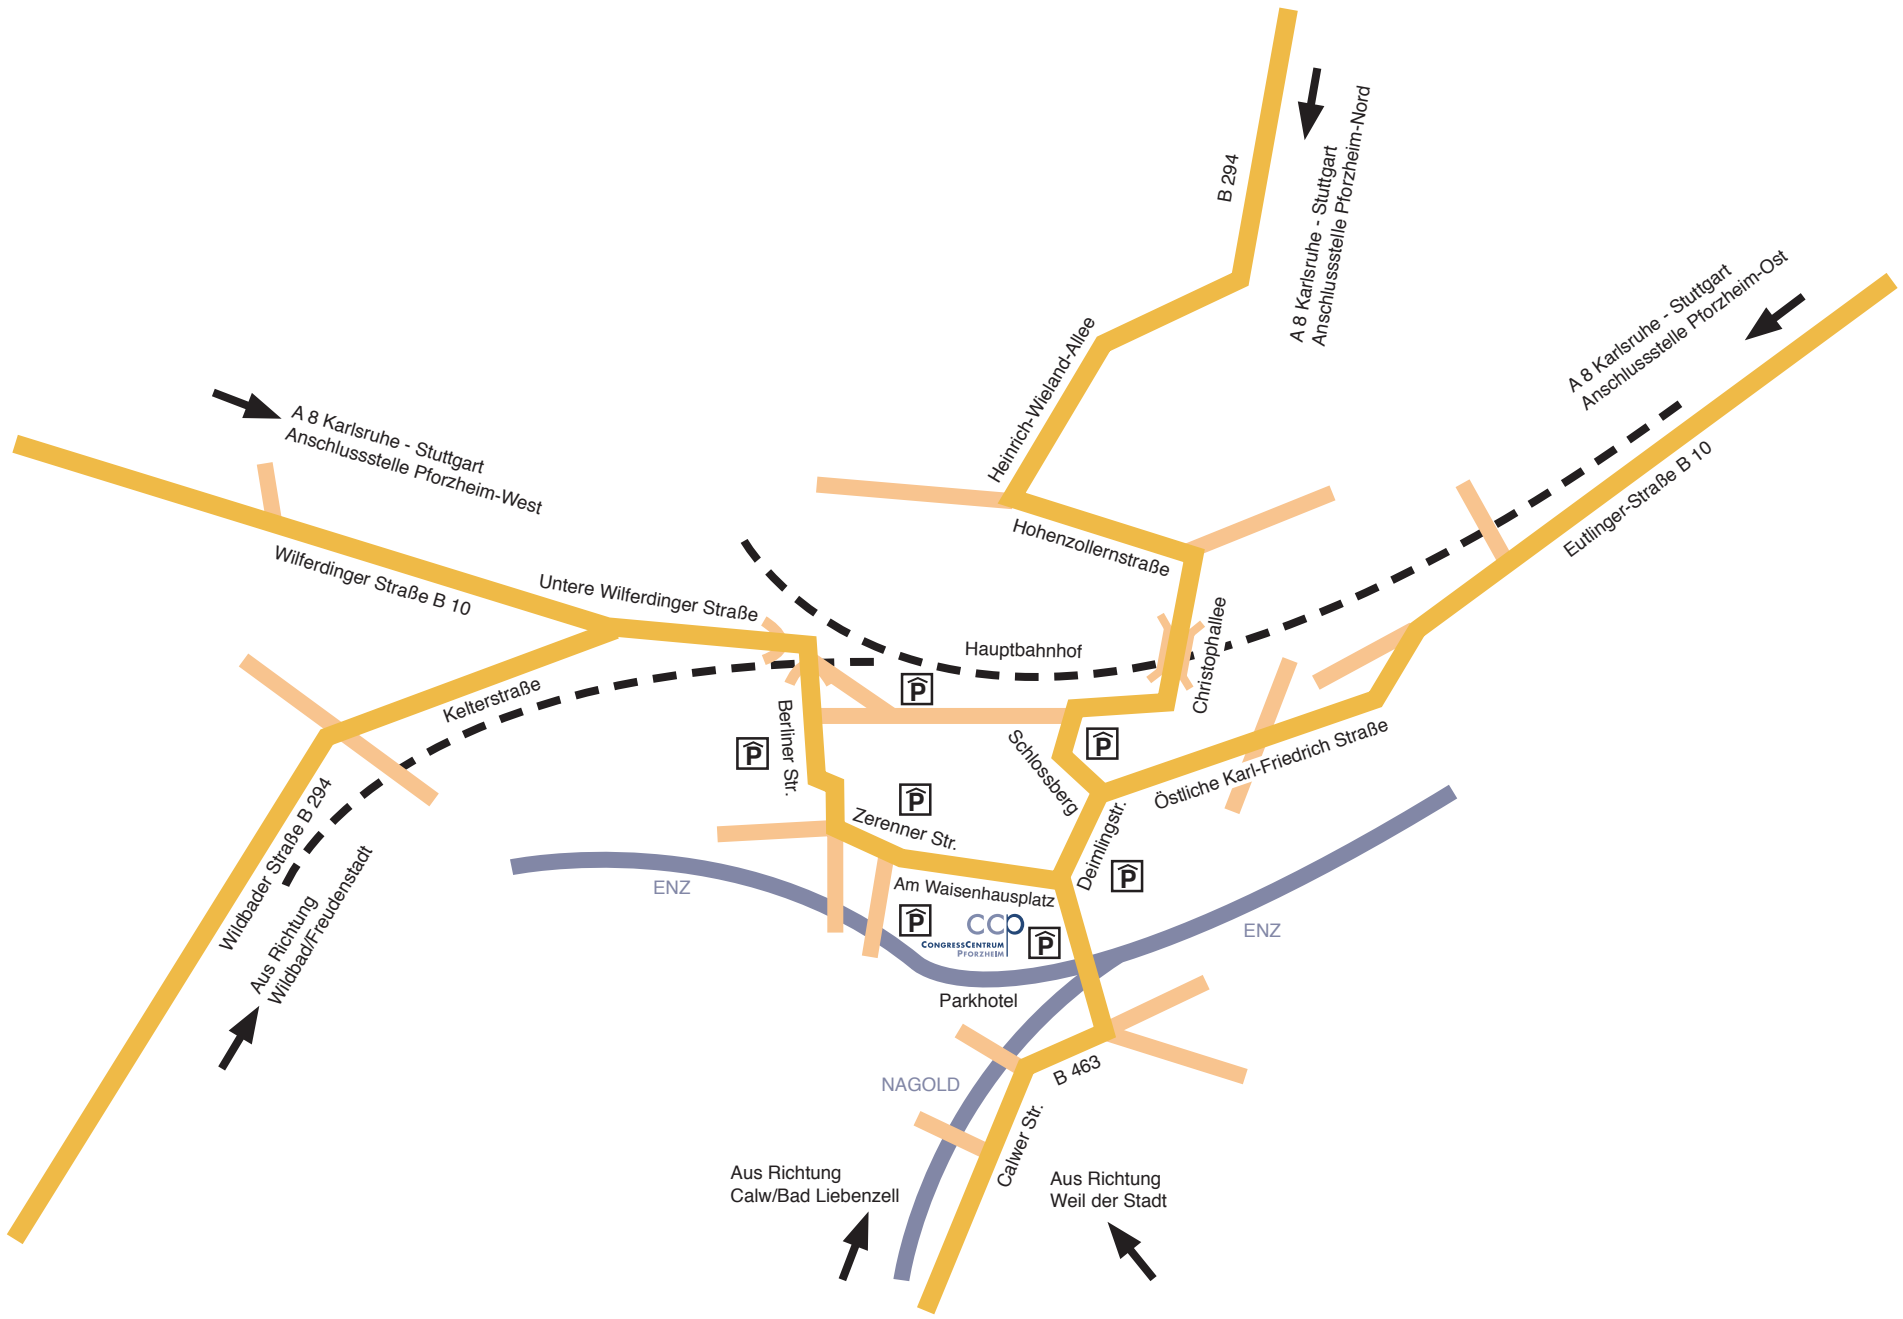 B 294
A 8 Karlsruhe - Stuttgart
Anschlussstelle Pforzheim-Nord
A 8 Karlsruhe - Stuttgart
Anschlussstelle Pforzheim-Ost
Heinrich-Wieland-Allee
A 8 Karlsruhe - Stuttgart
Anschlussstelle Pforzheim-West
Eutlinger-Straße B 10
Hohenzollernstraße
Wilferdinger Straße B 10
Untere Wilferdinger Straße
Hauptbahnhof
Christophallee
Kelterstraße
P
Berliner Str.
P
Schlossberg
P
Östliche Karl-Friedrich Straße
Wildbader Straße B 294
P
Zerenner Str.
Deimlingstr.
P
ENZ
Am Waisenhausplatz
P
ccp
CongressCentrum
Pforzheim
P
ENZ
Aus Richtung
Wildbad/Freudenstadt
Parkhotel
B 463
NAGOLD
Calwer Str.
Aus Richtung
Calw/Bad Liebenzell
Aus Richtung
Weil der Stadt